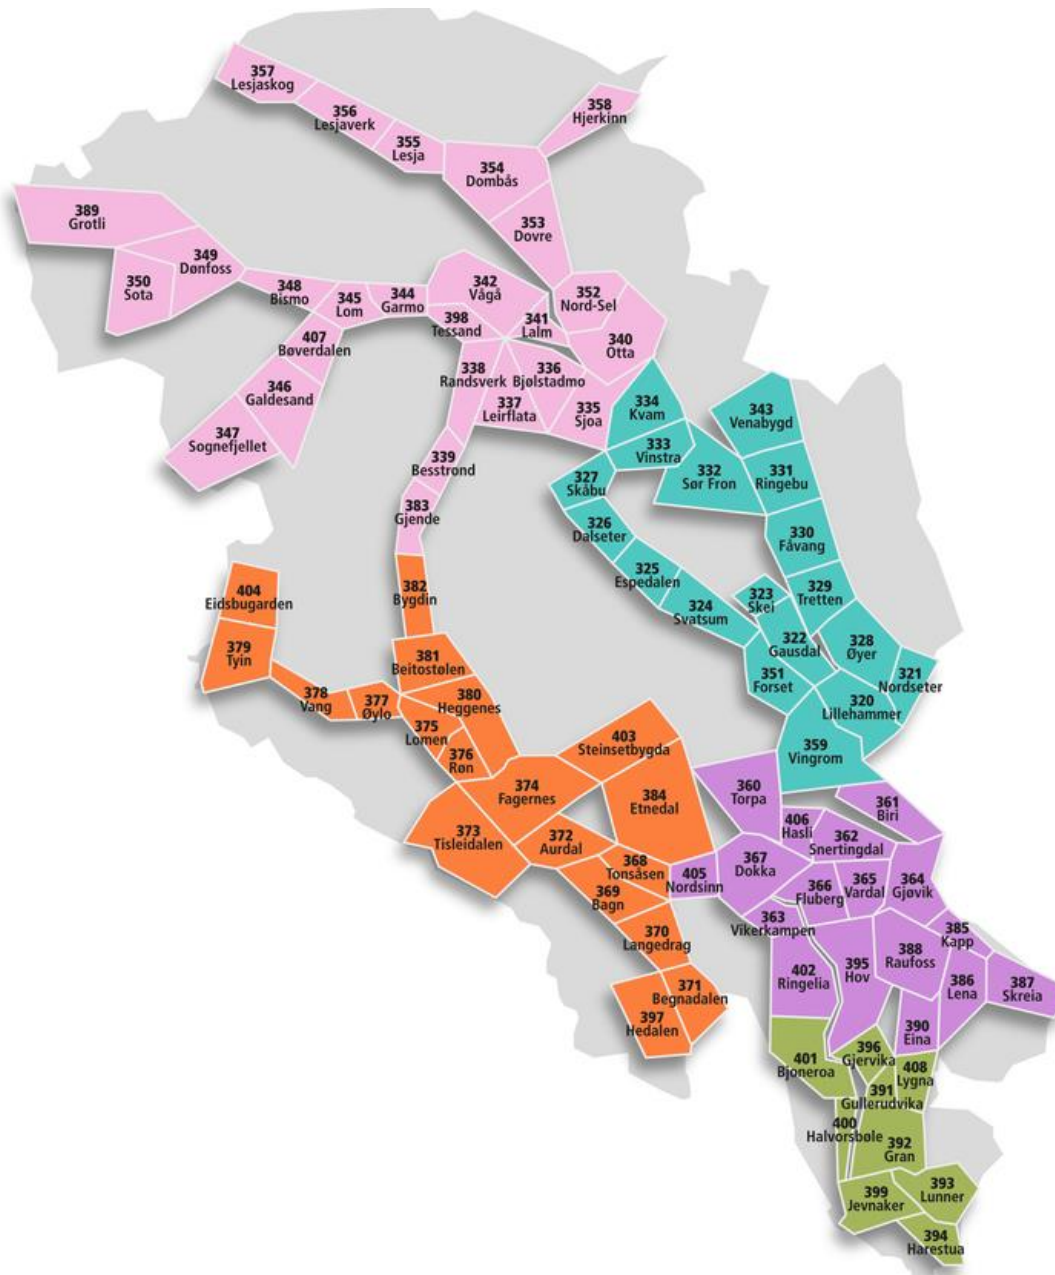 357
Lesjaskog
356
Lesjaverk
355
Lesja
358
Hjerkinn
354
Dombås
353
Dovre
389
Grotli
349
Dønfoss
350
Sota
348
Bismo
345
Lom
344
Garmo
342
Vågå
352
Nord-Sel
341
Lalm
398
Tessand
340
Otta
407
Bøverdalen
346
Galdesand
347
Sognefjellet
338
Randsverk
336
Bjølstadmo
337
Leirflata
335
Sjoa
334
Kvam
343
Venabygd
333
Vinstra
332
Sør Fron
331
Ringebu
339
Besstrond
327
Skåbu
383
Gjende
326
Dalseter
330
Fåvang
325
Espedalen
382
Bygdin
404
Eidsbugarden
324
Svatsum
323
Skei
329
Tretten
322
Gausdal
328
Øyer
379
Tyin
381
Beitostølen
351
Forset
321
Nordseter
320
Lillehammer
378
Vang
377
Øylo
380
Heggenes
375
Lomen
376
Røn
403
Steinsetbygda
359
Vingrom
374
Fagernes
384
Etnedal
360
Torpa
361
Biri
406
Hasli
362
Snertingdal
373
Tisleidalen
372
Aurdal
368
Tonsåsen
405
Nordsinn
367
Dokka
366
Fluberg
365
Vardal
364
Gjøvik
369
Bagn
363
Vikerkampen
370
Langedrag
385
Kapp
388
Raufoss
402
Ringelia
395
Hov
386
Lena
387
Skreia
371
Begnadalen
397
Hedalen
390
Eina
401
Bjoneroa
396
Gjervika
408
Lygna
391
Gullerudvika
400
Halvorsbøle
392
Gran
399
Jevnaker
393
Lunner
394
Harestua